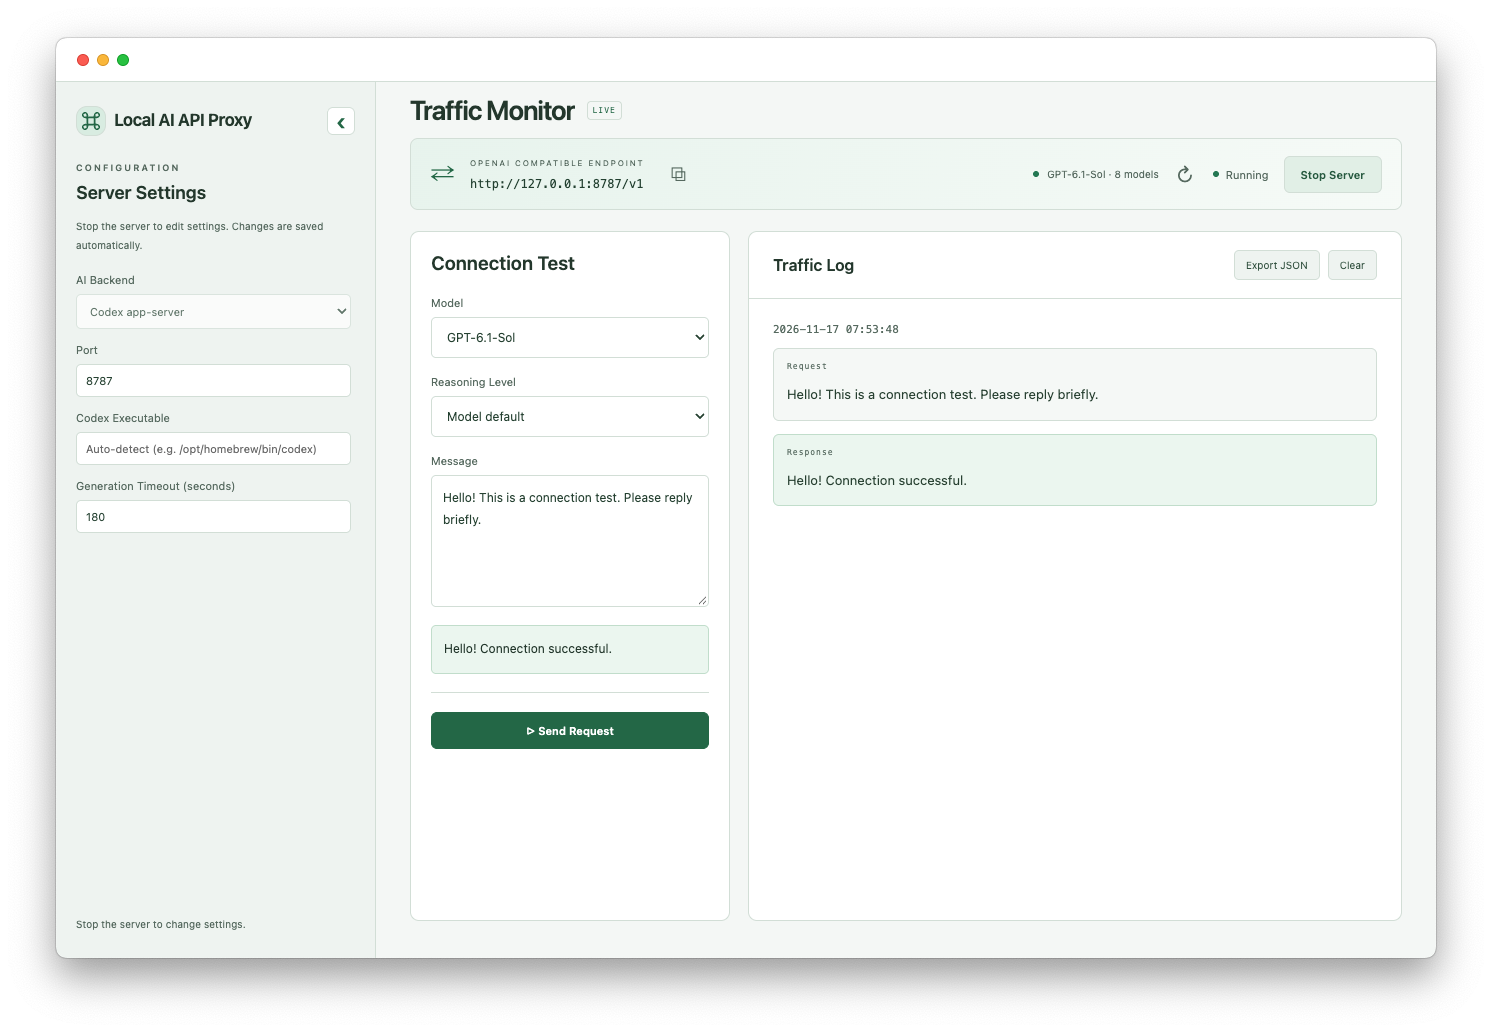 Local AI API Proxy
CONFIGURATION
Server Settings
Stop the server to edit settings. Changes are saved
automatically.
AI Backend
Codex app-server
Port
8787
Codex Executable
Auto-detect (e.g. /opt/homebrew/bin/codex)
Generation Timeout (seconds)
180
Stop the server to change settings.
Traffic Monitor
LIVE
OPENAI COMPATIBLE ENDPOINT
http://127.0.0.1:8787/v1
GPT-6.1-Sol · 8 models
Running
Stop Server
Connection Test
Model
GPT-6.1-Sol
Reasoning Level
Model default
Message
Hello! This is a connection test. Please reply
briefly.
Hello! Connection successful.
Send Request
Traffic Log
Export JSON
Clear
2026-11-17 07:53:48
Request
Hello! This is a connection test. Please reply briefly.
Response
Hello! Connection successful.